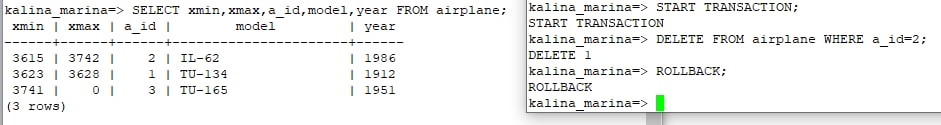 kalina_marina=> SELECT xmin,xmax,a_id,model,year FROM airplane;
 xmin | xmax | a_id |         model         | year
------+------+------+-----------------------+------
 3615 | 3742 |    2 | IL-62                 | 1986
 3623 | 3628 |    1 | TU-134                | 1912
 3741 |    0 |    3 | TU-165                | 1951
(3 rows)
kalina_marina=> START TRANSACTION;
START TRANSACTION
kalina_marina=> DELETE FROM airplane WHERE a_id=2;
DELETE 1
kalina_marina=> ROLLBACK;
ROLLBACK
kalina_marina=>